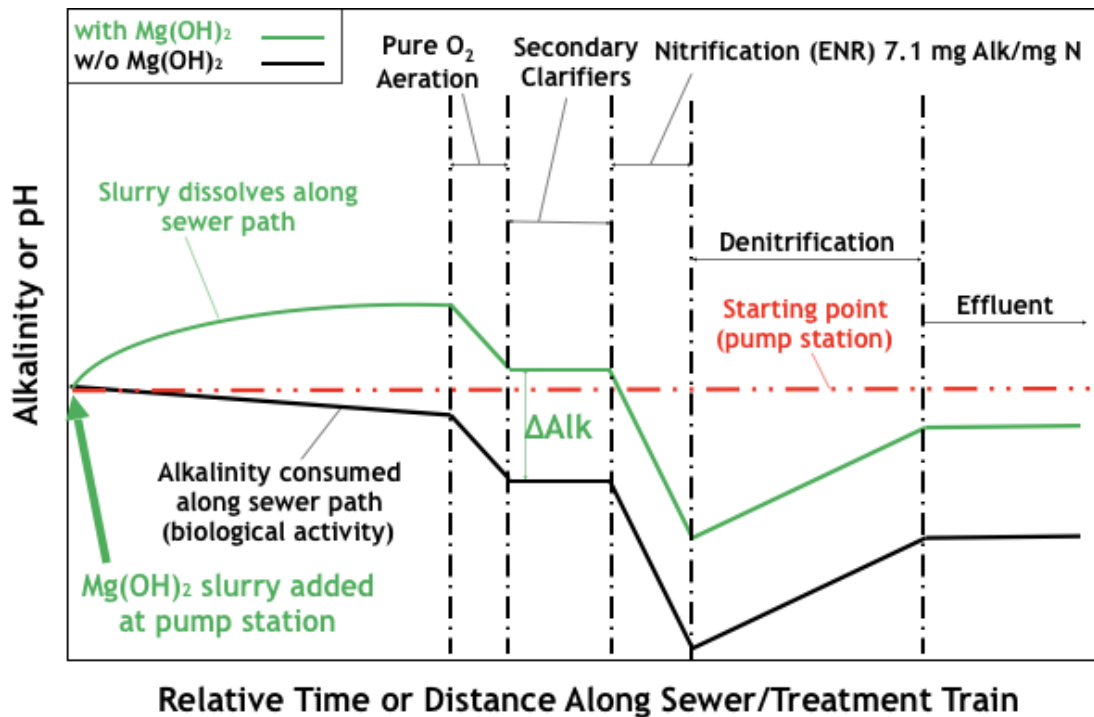 with Mg(OH)₂
w/o Mg(OH)₂
Pure O₂
Aeration
Secondary
Clarifiers
Nitrification (ENR) 7.1 mg Alk/mg N
Slurry dissolves along
sewer path
Denitrification
Starting point
(pump station)
Effluent
ΔAlk
Alkalinity consumed
along sewer path
(biological activity)
Mg(OH)₂ slurry added
at pump station
Alkalinity or pH
Relative Time or Distance Along Sewer/Treatment Train